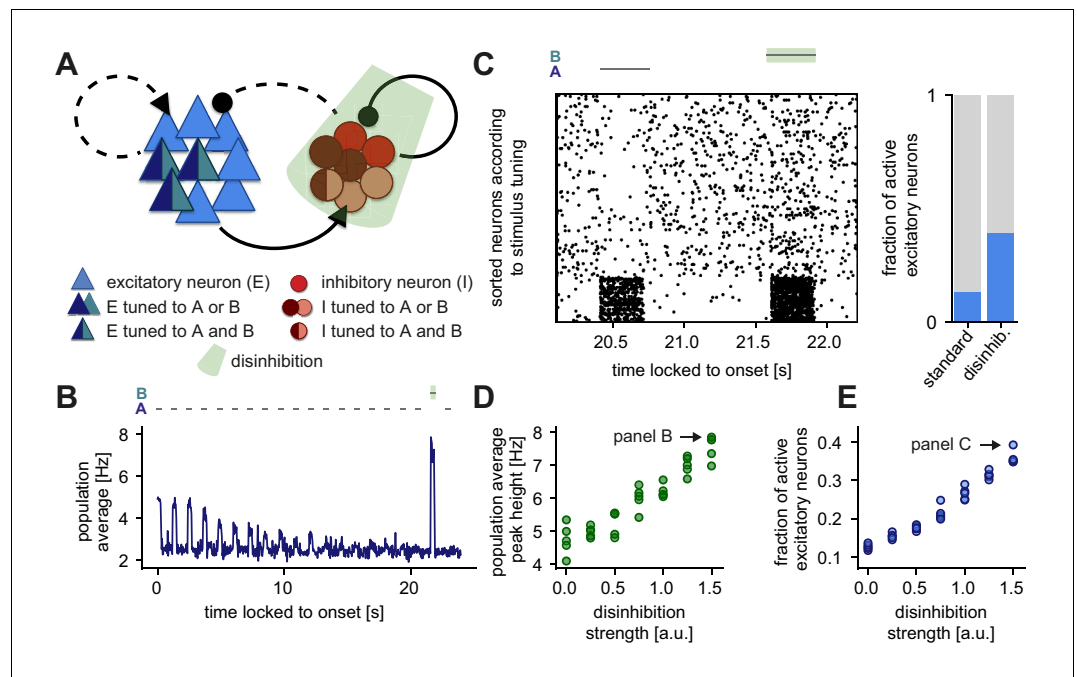 A
excitatory neuron (E)
E tuned to A or B
E tuned to A and B
inhibitory neuron (I)
I tuned to A or B
I tuned to A and B
disinhibition
B
B
A
population
average [Hz]
8
6
4
2
0
10
20
time locked to onset [s]
C
B
A
sorted neurons according
to stimulus tuning
20.5
21.0
21.5
22.0
time locked to onset [s]
fraction of active
excitatory neurons
1
0
standard
disinhib.
D
population average
peak height [Hz]
8
7
6
5
4
panel B
0.0
0.5
1.0
1.5
disinhibition
strength [a.u.]
E
fraction of active
excitatory neurons
0.4
0.3
0.2
0.1
panel C
0.0
0.5
1.0
1.5
disinhibition
strength [a.u.]